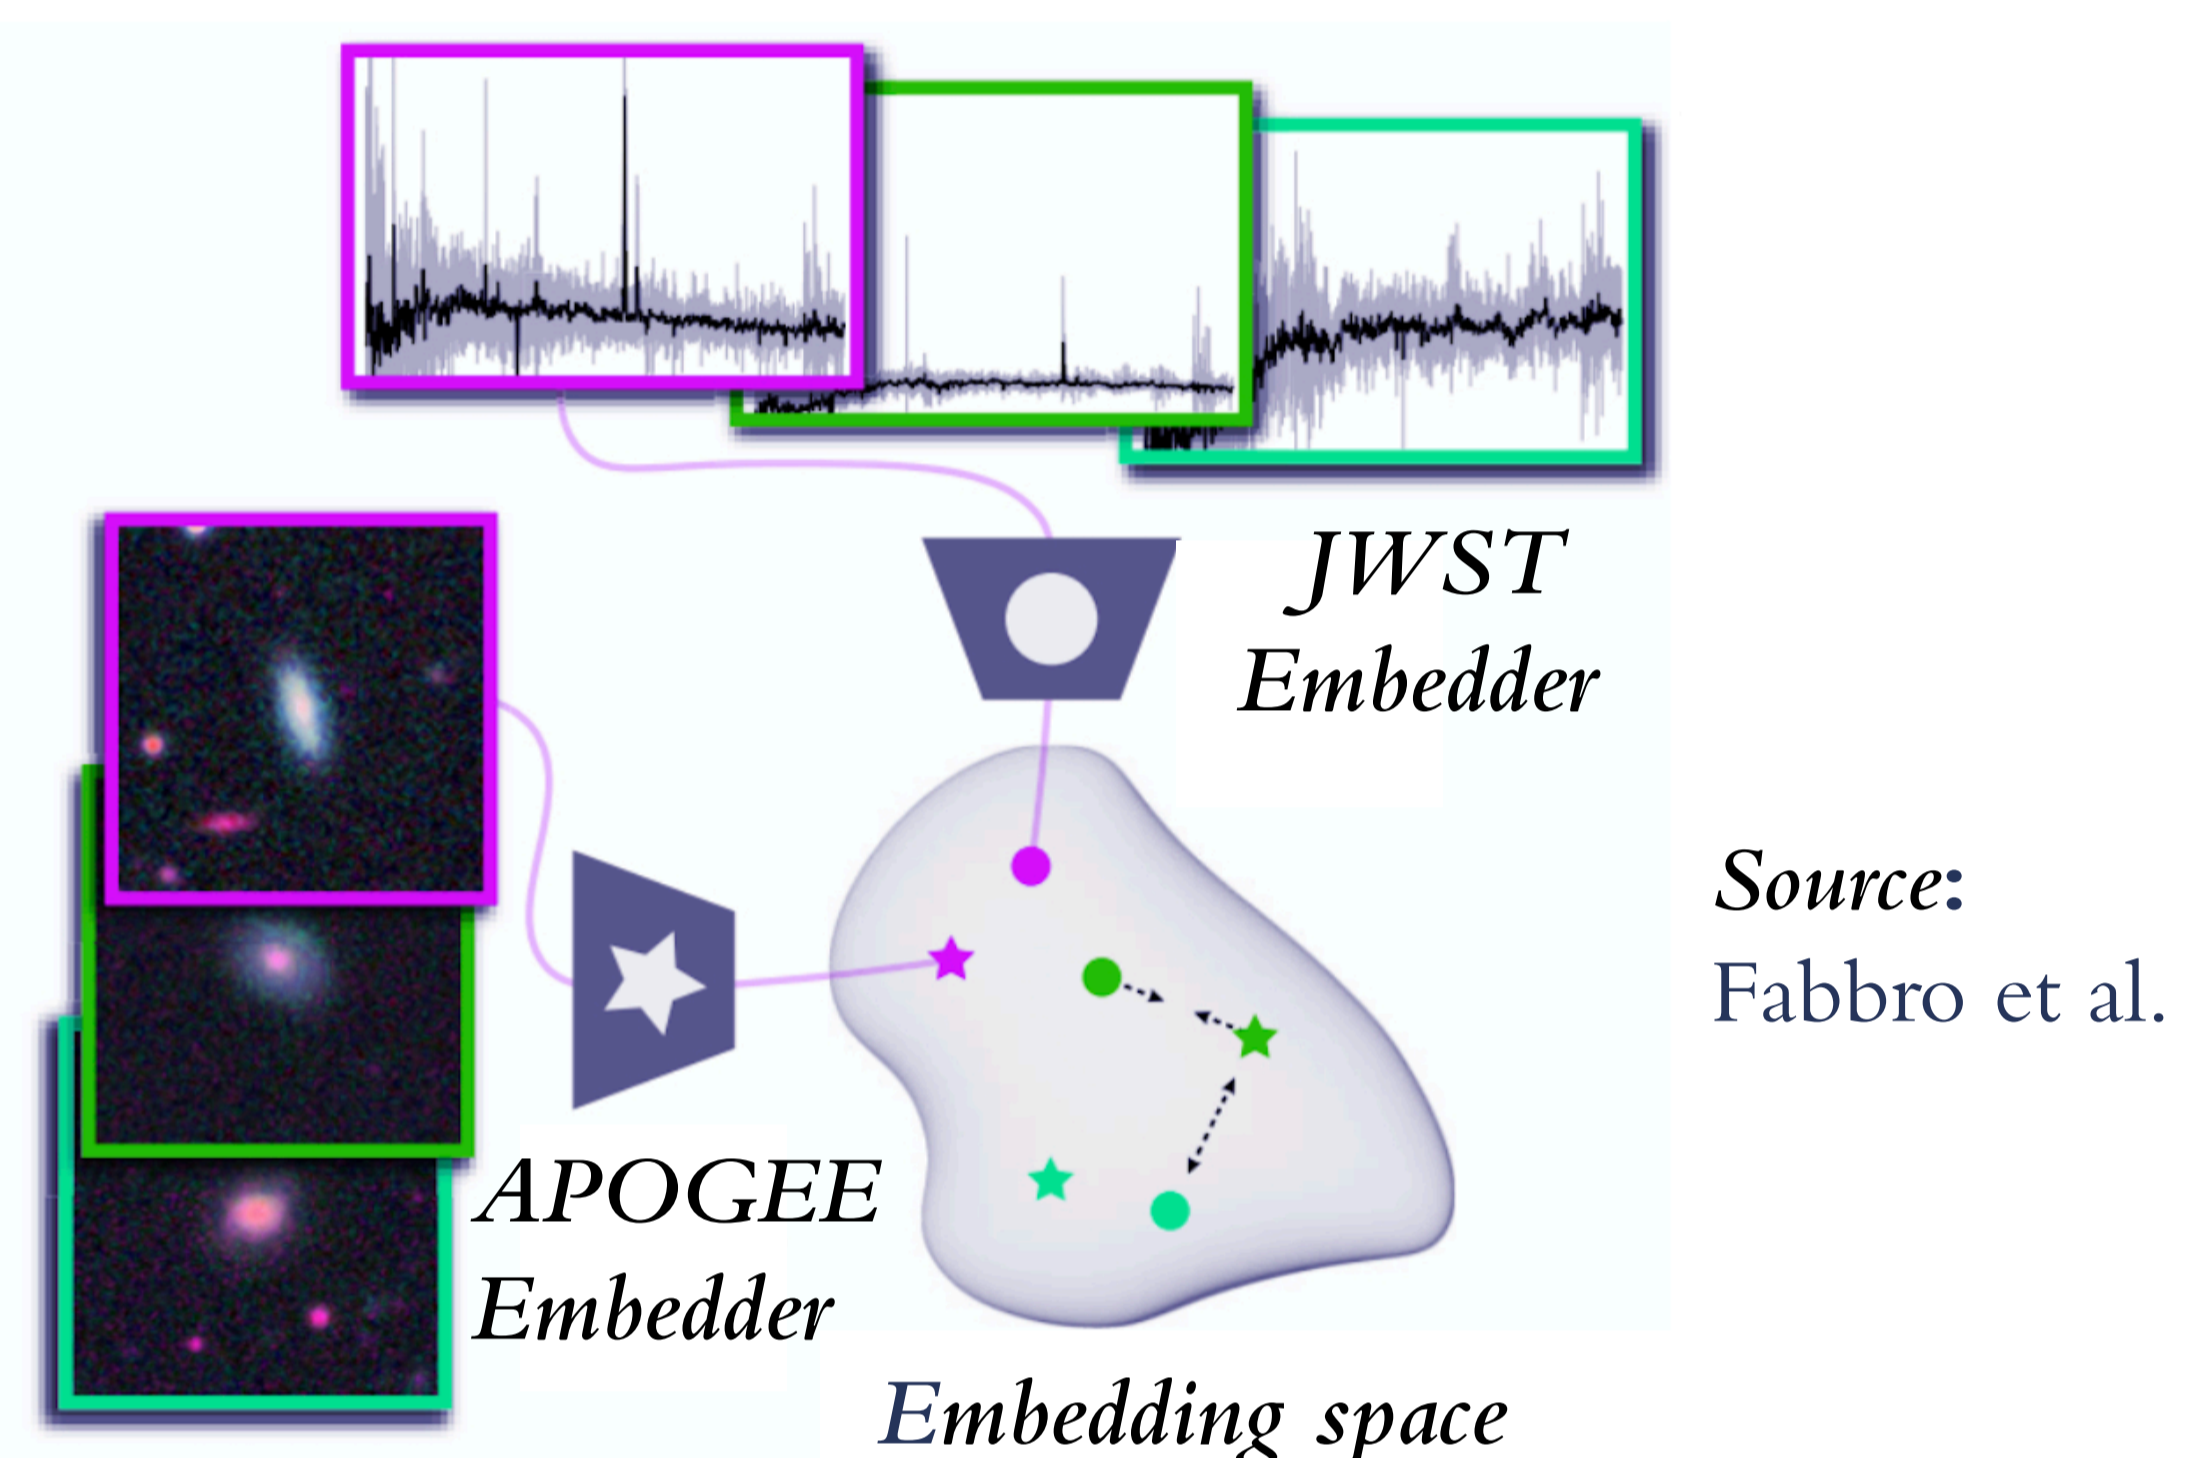 JWST
Embedder
Source:
Fabbro et al.
APOGEE
Embedder
Embedding space